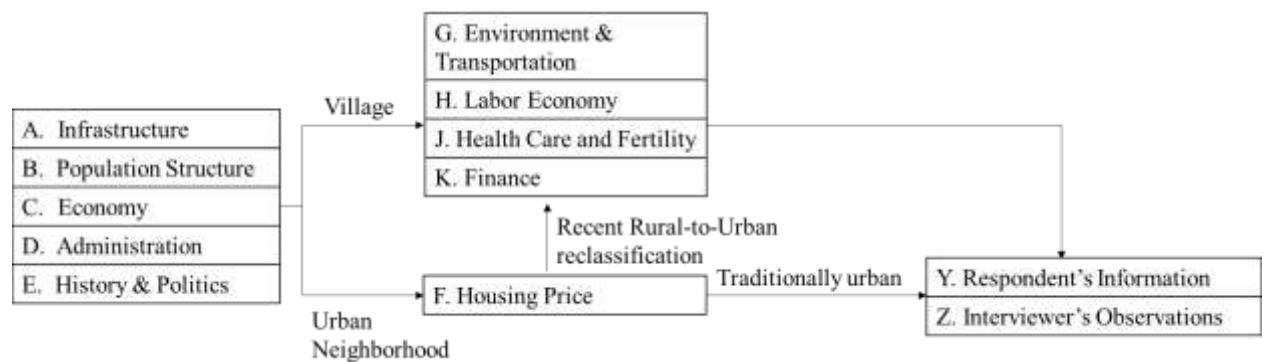 G. Environment &
Transportation
H. Labor Economy
J. Health Care and Fertility
K. Finance
Village
A. Infrastructure
B. Population Structure
C. Economy
D. Administration
E. History & Politics
Recent Rural-to-Urban
reclassification
Traditionally urban
F. Housing Price
Urban
Neighborhood
Y. Respondent's Information
Z. Interviewer's Observations